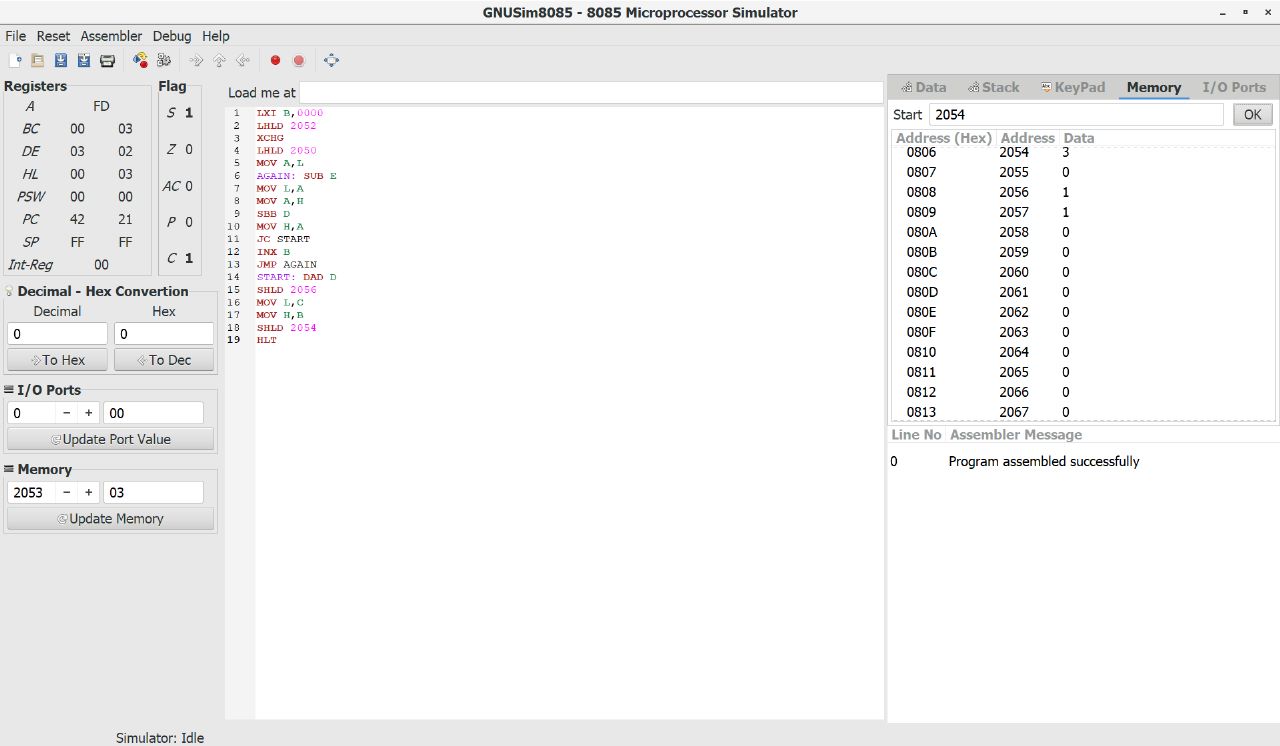 GNUSim8085 - 8085 Microprocessor Simulator
File Reset Assembler Debug Help
Registers
A FD
BC 00 03
DE 03 02
HL 00 03
PSW 00 00
PC 42 21
SP FF FF
Int-Reg 00
Flag
S 1
Z 0
AC 0
P 0
C 1
Decimal - Hex Convertion
Decimal Hex
0 0
To Hex To Dec
I/O Ports
0 - + 00
Update Port Value
Memory
2053 - + 03
Update Memory
Load me at
1 LXI B,0000
2 LHLD 2052
3 XCHG
4 LHLD 2050
5 MOV A,L
6 AGAIN: SUB E
7 MOV L,A
8 MOV A,H
9 SBB D
10 MOV H,A
11 JC START
12 INX B
13 JMP AGAIN
14 START: DAD D
15 SHLD 2056
16 MOV L,C
17 MOV H,B
18 SHLD 2054
19 HLT
Data Stack KeyPad Memory I/O Ports
Start 2054 OK
Address (Hex) Address Data
0806 2054 3
0807 2055 0
0808 2056 1
0809 2057 1
080A 2058 0
080B 2059 0
080C 2060 0
080D 2061 0
080E 2062 0
080F 2063 0
0810 2064 0
0811 2065 0
0812 2066 0
0813 2067 0
Line No Assembler Message
0 Program assembled successfully
Simulator: Idle